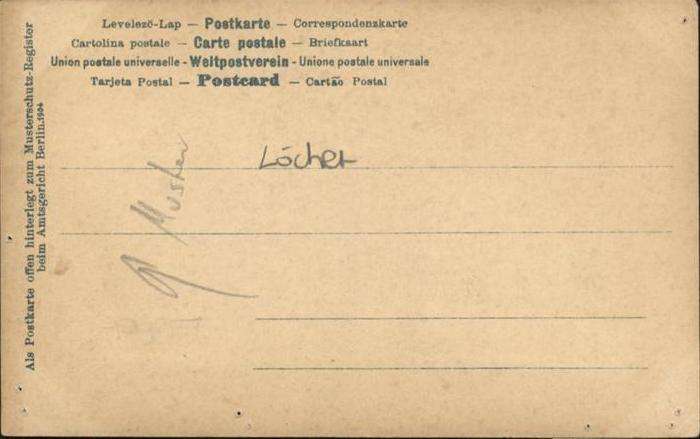 Levelezö-Lap — Postkarte — Correspondenzkarte
Cartolina postale — Carte postale — Briefkaart
Union postale universelle - Weltpostverein - Unione postale universale
Tarjeta Postal — Postcard — Cartão Postal
Als Postkarte offen hinterlegt zum Musterschutz-Register
beim Amtsgericht Berlin.1904
Löcher
Muster